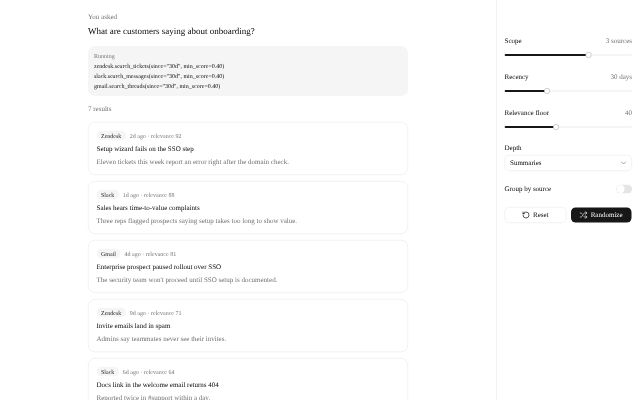 You asked
What are customers saying about onboarding?
Running
zendesk.search_tickets(since="30d", min_score=0.40)
slack.search_messages(since="30d", min_score=0.40)
gmail.search_threads(since="30d", min_score=0.40)
7 results
Zendesk 2d ago · relevance 92
Setup wizard fails on the SSO step
Eleven tickets this week report an error right after the domain check.
Slack 1d ago · relevance 88
Sales hears time-to-value complaints
Three reps flagged prospects saying setup takes too long to show value.
Gmail 4d ago · relevance 81
Enterprise prospect paused rollout over SSO
The security team won't proceed until SSO setup is documented.
Zendesk 9d ago · relevance 71
Invite emails land in spam
Admins say teammates never see their invites.
Slack 6d ago · relevance 64
Docs link in the welcome email returns 404
Reported twice in #support within a day.
Scope 3 sources
Recency 30 days
Relevance floor 40
Depth
Summaries
Group by source
Reset Randomize